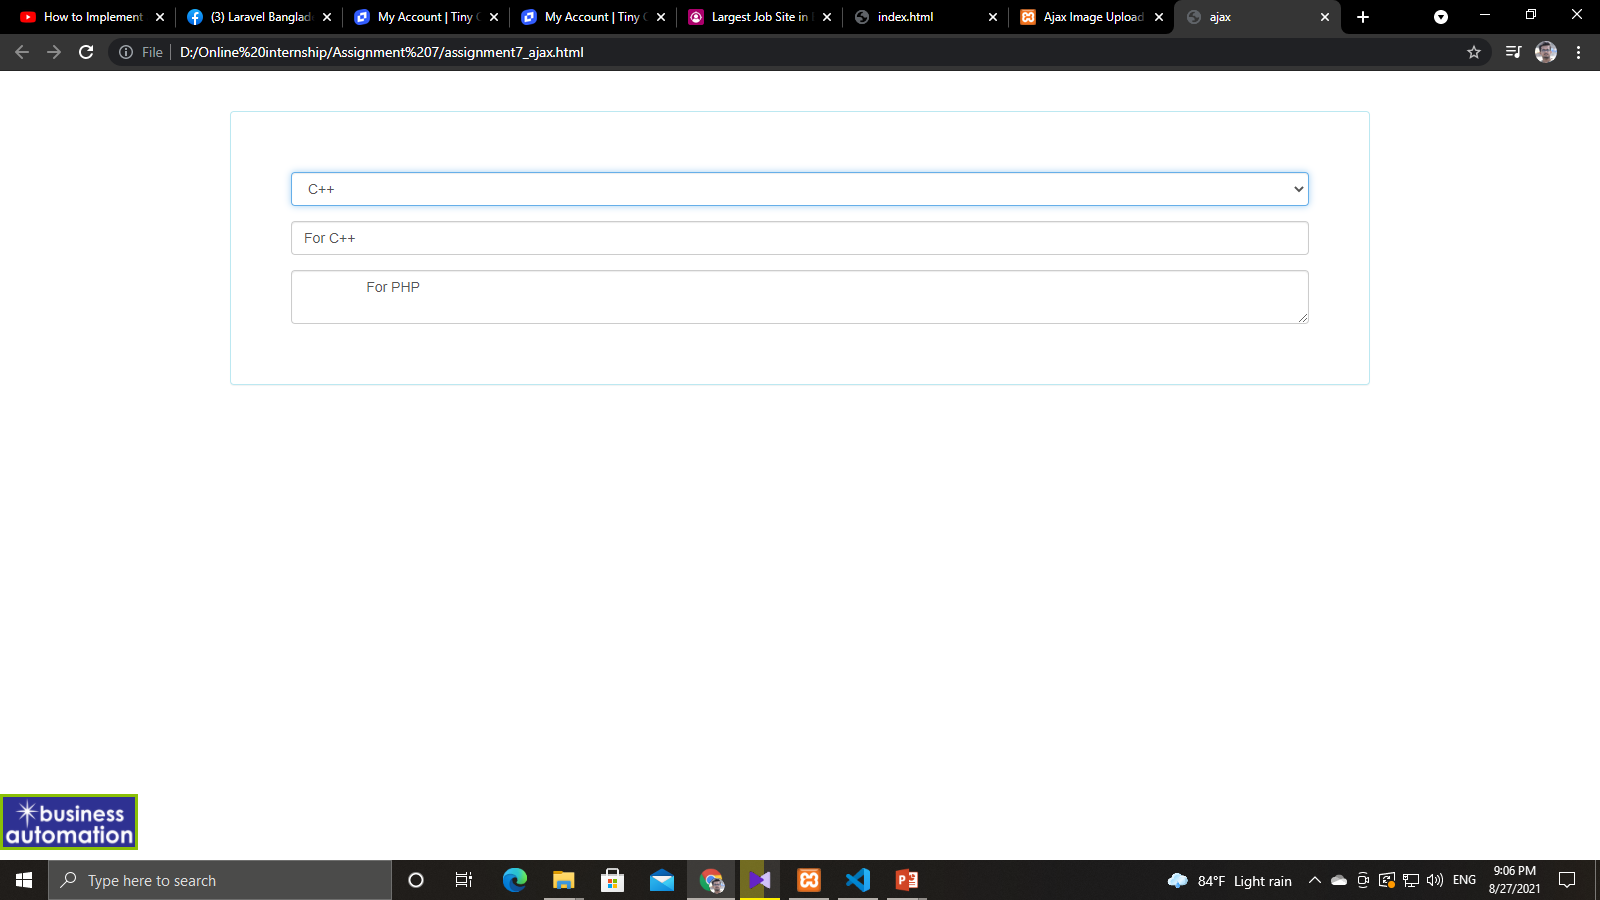 How to Implement
(3) Laravel Banglad
My Account | Tiny C
My Account | Tiny C
Largest Job Site in
index.html
Ajax Image Upload
ajax
File
D:/Online%20internship/Assignment%207/assignment7_ajax.html
C++
For C++
For PHP
business
automation
Type here to search
84°F Light rain
ENG
9:06 PM
8/27/2021